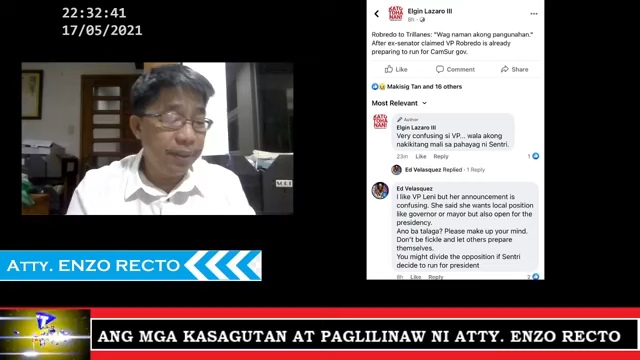 22:32:41
17/05/2021
ATTY. ENZO RECTO
KATO
TOHA
NAN!
Elgin Lazaro III
8h
Robredo to Trillanes: "Wag naman akong pangunahan."
After ex-senator claimed VP Robredo is already
preparing to run for CamSur gov.
Like Comment Share
Makisig Tan and 16 others
Most Relevant
Author
Elgin Lazaro III
Very confusing si VP... wala akong
nakikitang mali sa pahayag ni Sentri.
23m Like Reply 1
Ed Velasquez Replied · 1 Reply
Ed Velasquez
I like VP Leni but her announcement is
confusing. She said she wants local position
like governor or mayor but also open for the
presidency.
Ano ba talaga? Please make up your mind.
Don't be fickle and let others prepare
themselves.
You might divide the opposition if Sentri
decide to run for president
8h Like Reply 2
ANG MGA KASAGUTAN AT PAGLILINAW NI ATTY. ENZO RECTO